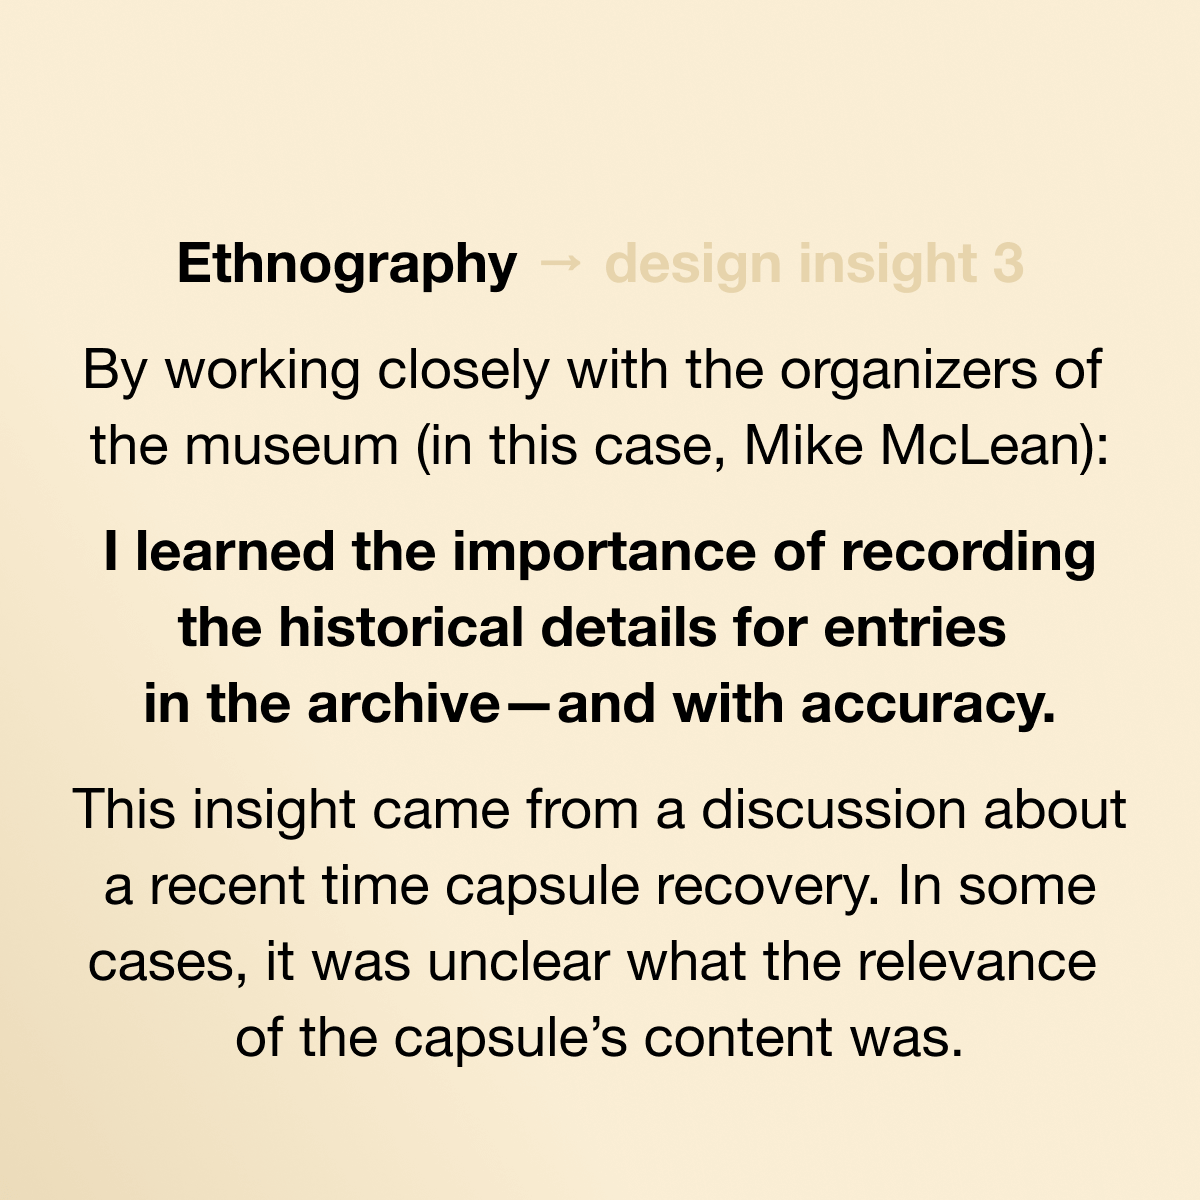 Ethnography → design insight 3
By working closely with the organizers of
the museum (in this case, Mike McLean):
I learned the importance of recording
the historical details for entries
in the archive—and with accuracy.
This insight came from a discussion about
a recent time capsule recovery. In some
cases, it was unclear what the relevance
of the capsule’s content was.